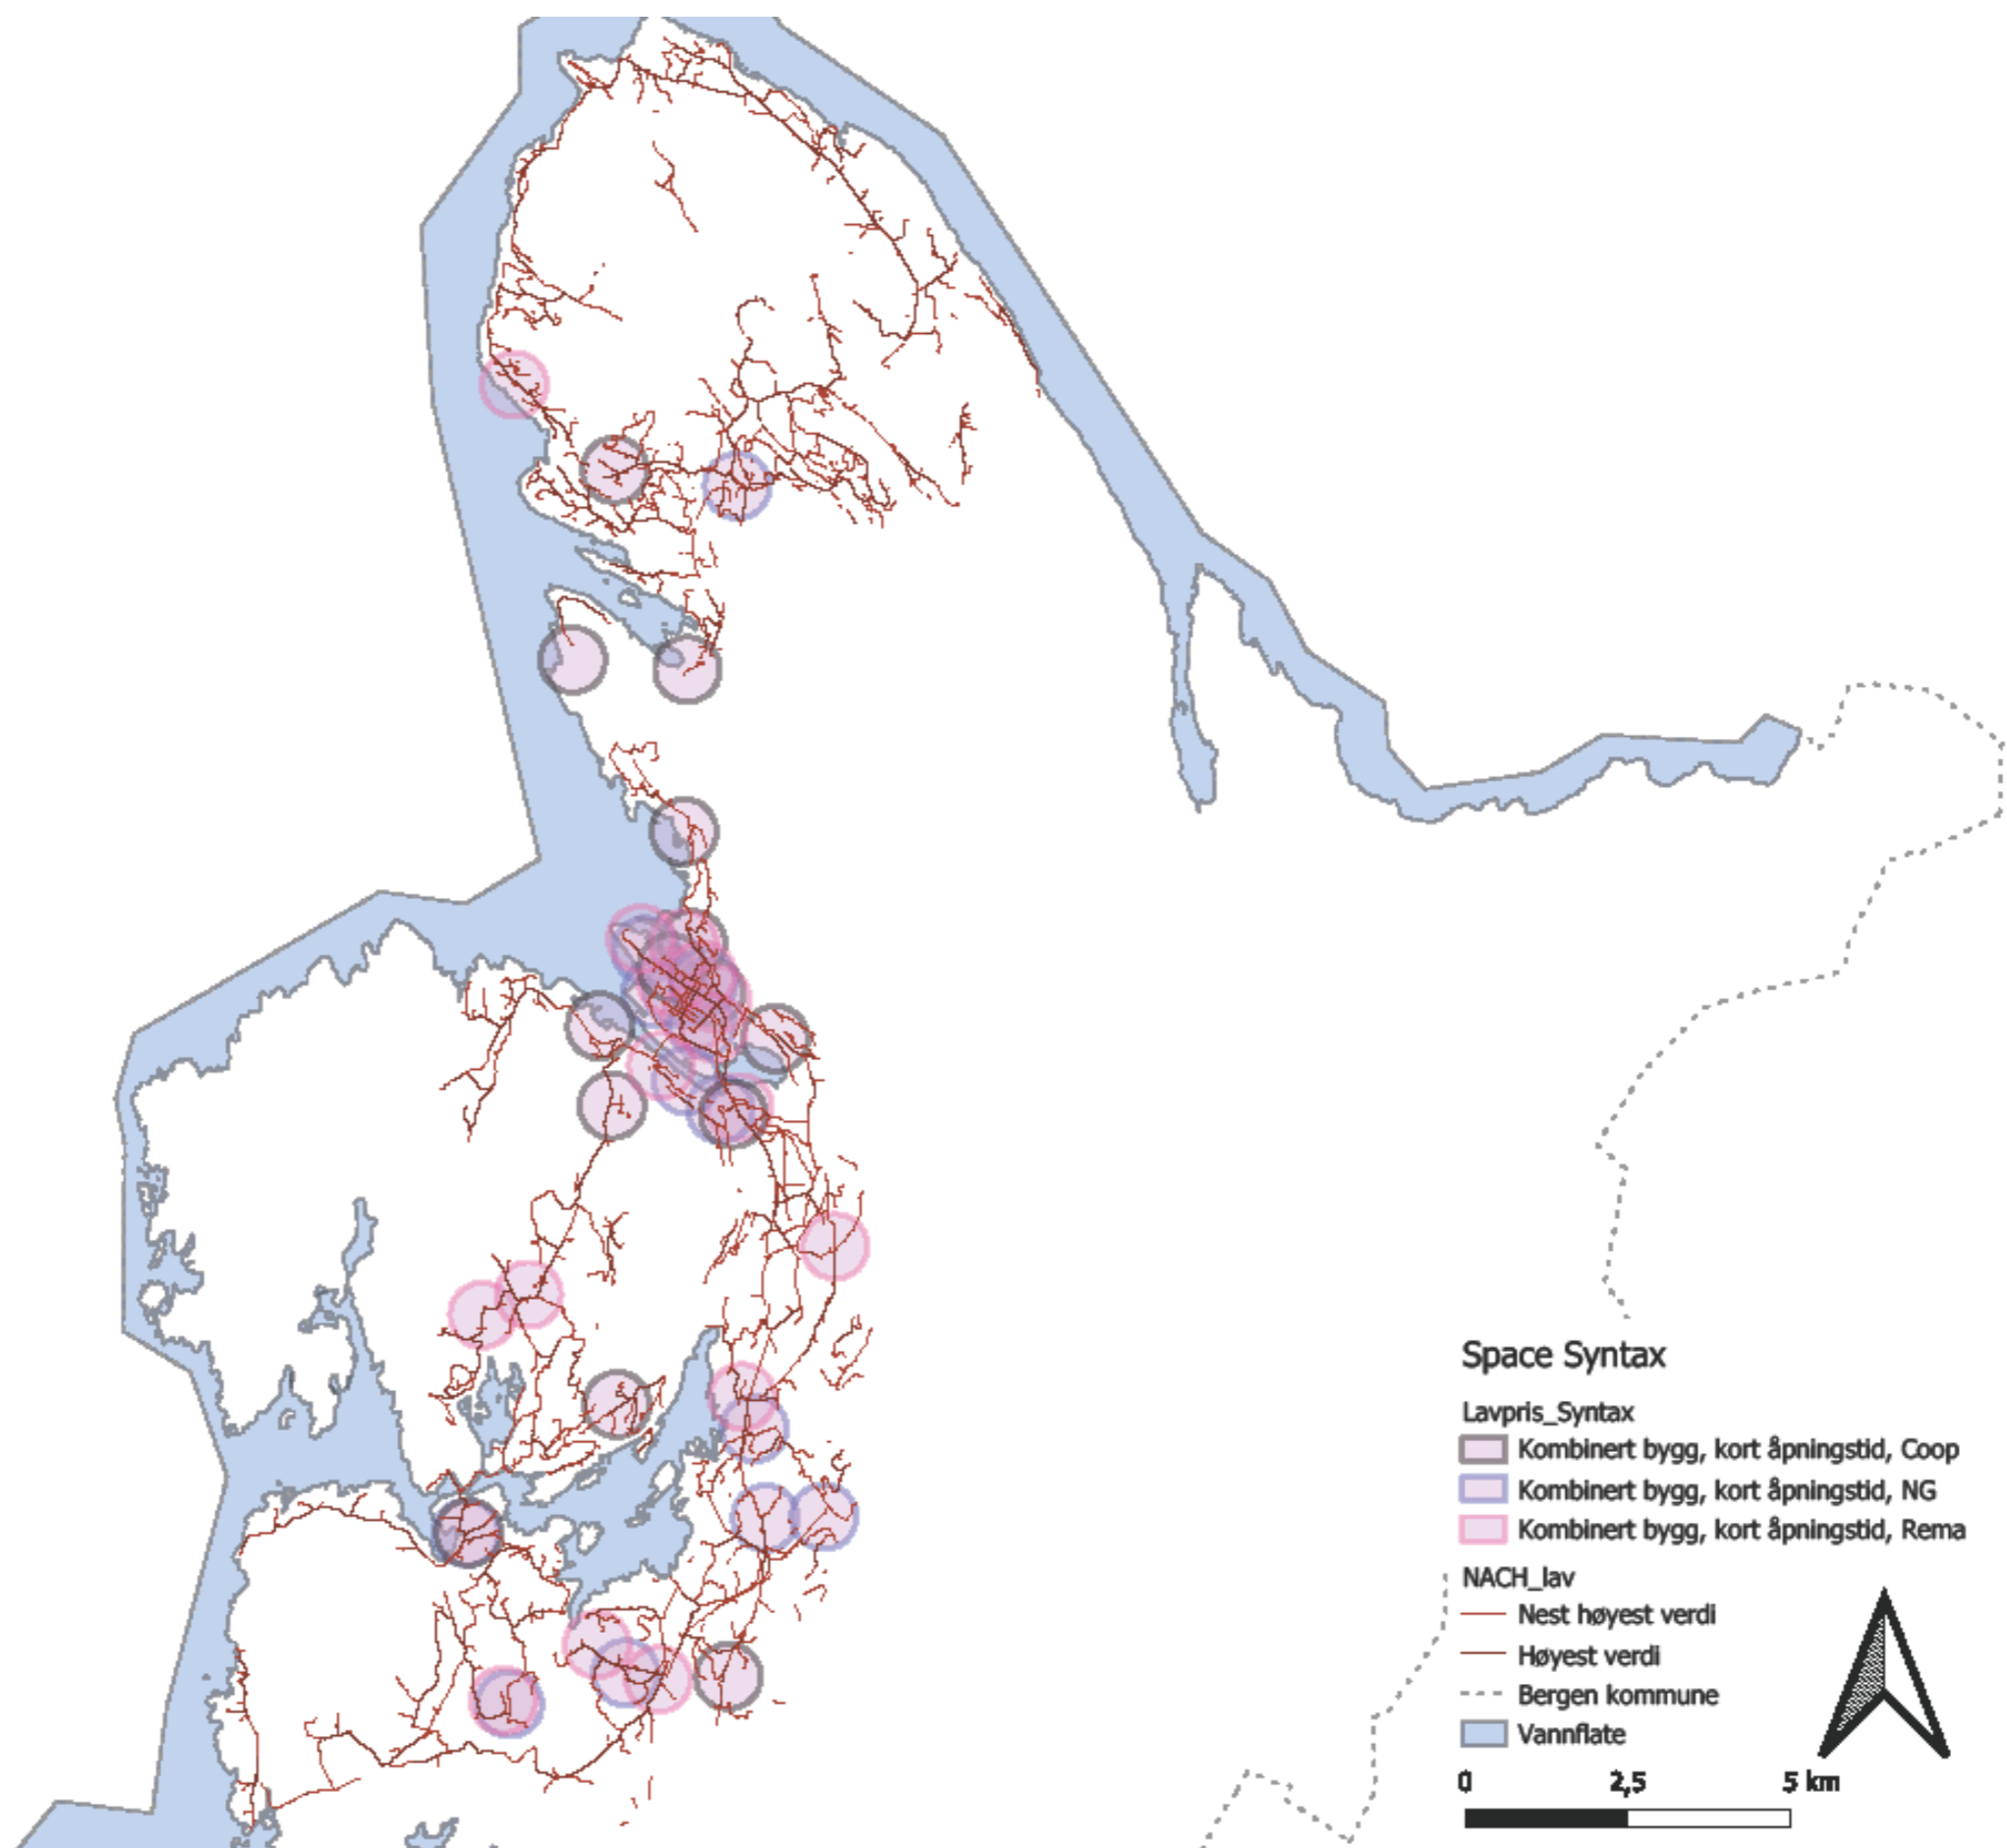 Space Syntax
Lavpris_Syntax
Kombinert bygg, kort åpningstid, Coop
Kombinert bygg, kort åpningstid, NG
Kombinert bygg, kort åpningstid, Rema
NACH_lav
Nest høyest verdi
Høyest verdi
Bergen kommune
Vannflate
0 2,5 5 km